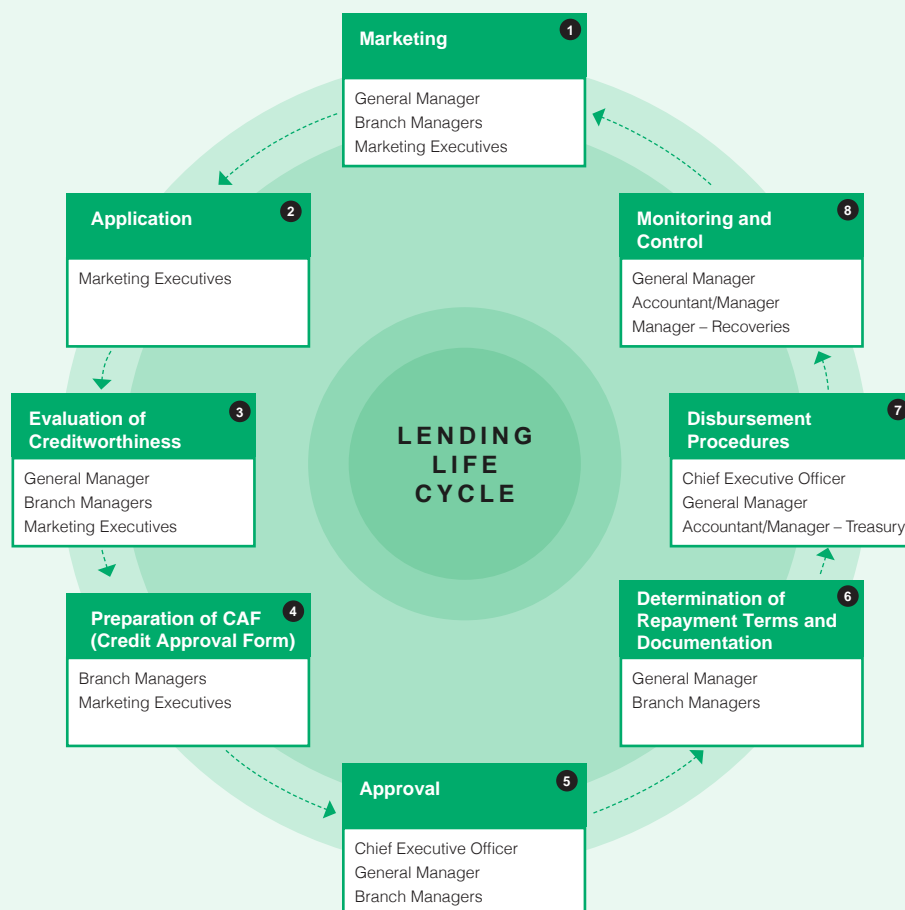 Marketing
1
General Manager
Branch Managers
Marketing Executives
Application
2
Marketing Executives
Evaluation of
Creditworthiness
3
General Manager
Branch Managers
Marketing Executives
Preparation of CAF
(Credit Approval Form)
4
Branch Managers
Marketing Executives
Approval
5
Chief Executive Officer
General Manager
Branch Managers
Determination of
Repayment Terms and
Documentation
6
General Manager
Branch Managers
Disbursement
Procedures
7
Chief Executive Officer
General Manager
Accountant/Manager – Treasury
Monitoring and
Control
8
General Manager
Accountant/Manager
Manager – Recoveries
LENDING
LIFE
CYCLE